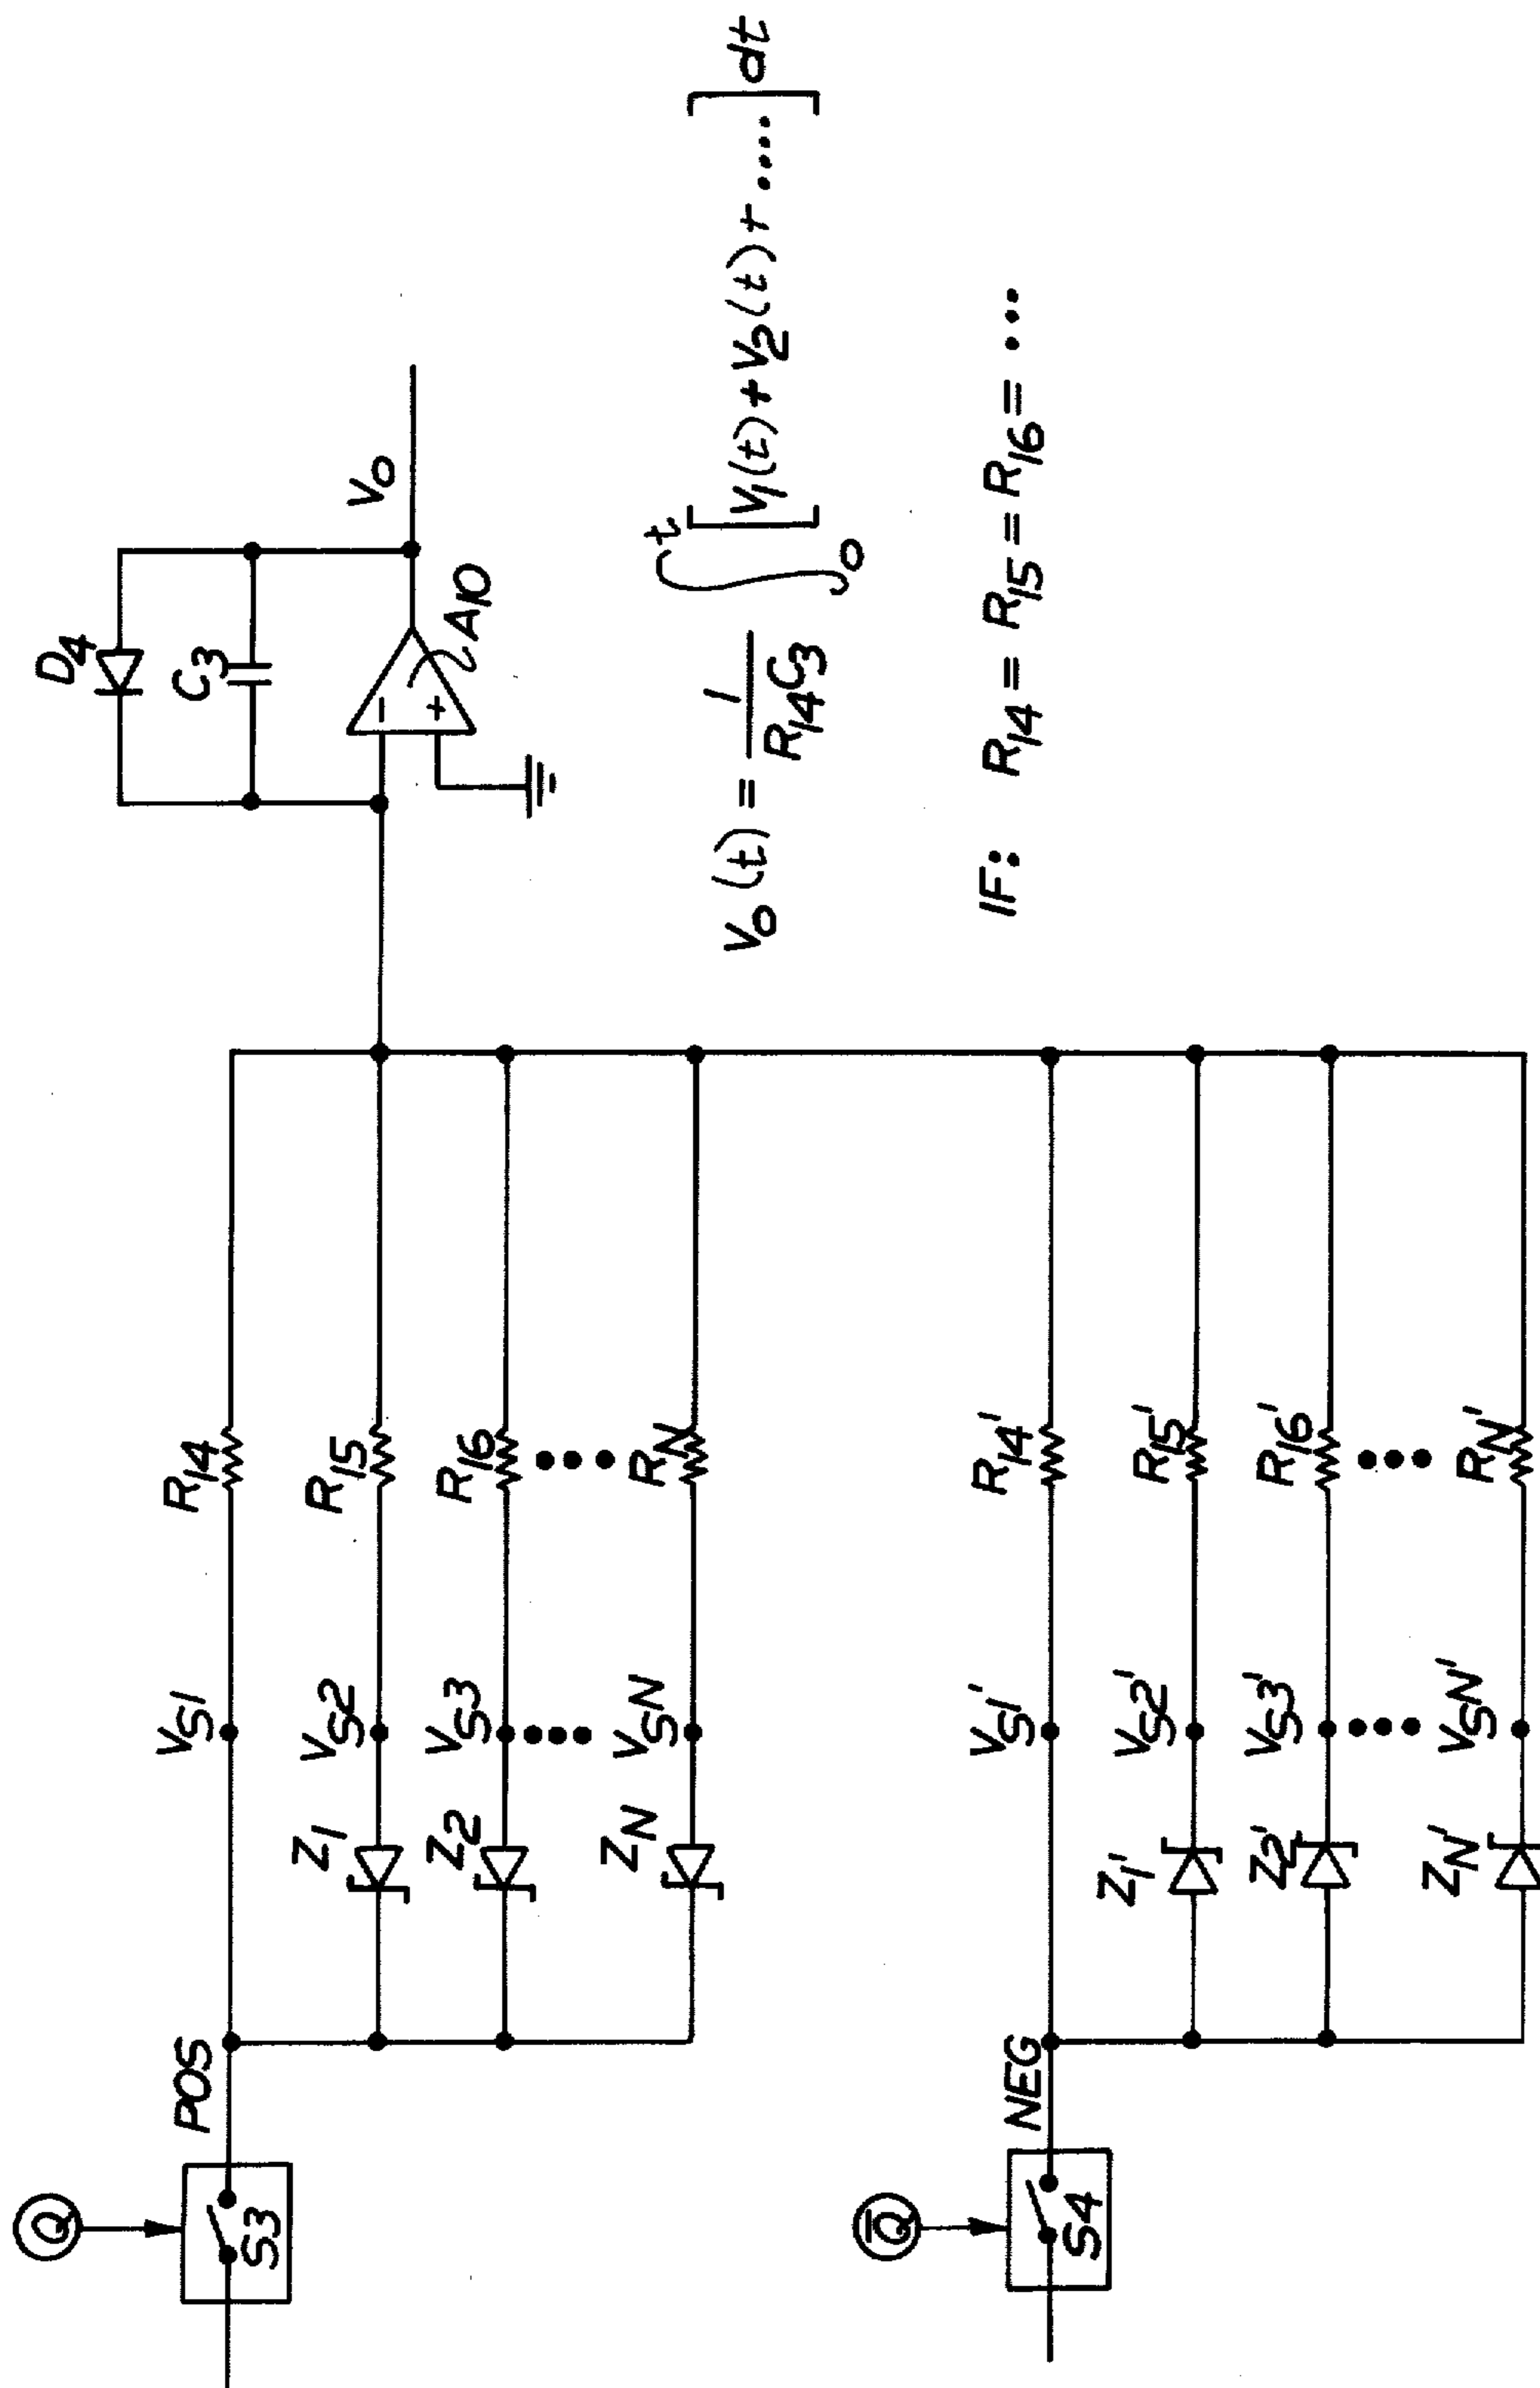 Q
S3
POS
VS1
R14
Z1
VS2
R15
Z2
VS3
R16
ZN
VSN
RN
D4
C3
A10
-
+
VO
VO(t) = 1/R14C3 ∫0t [V1(t)+V2(t)+.....] dt
IF: R14 = R15 = R16 = ...
Q̅
S4
NEG
VS1'
R14'
Z1'
VS2'
R15'
Z2'
VS3'
R16'
ZN'
VSN'
RN'